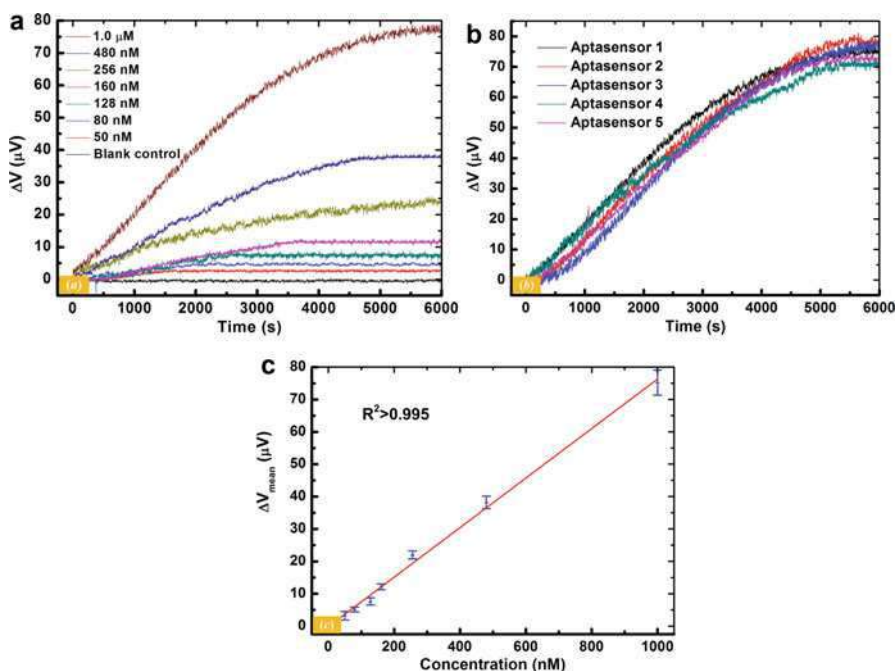 a
80
70
60
50
40
30
20
10
0
ΔV (μV)
1.0 μM
480 nM
256 nM
160 nM
128 nM
80 nM
50 nM
Blank control
(a)
0 1000 2000 3000 4000 5000 6000
Time (s)
b
80
70
60
50
40
30
20
10
0
ΔV (μV)
Aptasensor 1
Aptasensor 2
Aptasensor 3
Aptasensor 4
Aptasensor 5
(b)
0 1000 2000 3000 4000 5000 6000
Time (s)
c
80
70
60
50
40
30
20
10
0
ΔVmean (μV)
R²>0.995
(c)
0 200 400 600 800 1000
Concentration (nM)